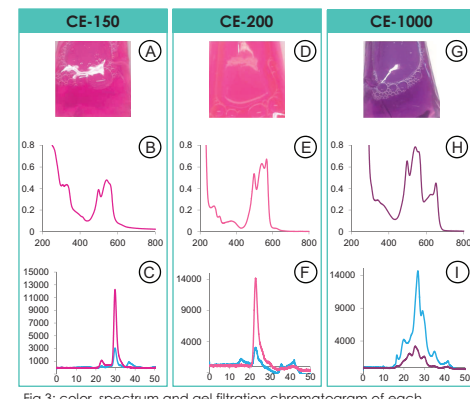 CE-150 CE-200 CE-1000
A D G
B E H
0.8 0.8 0.8
0.6 0.6 0.6
0.4 0.4 0.4
0.2 0.2 0.2
0 0 0
200 400 600 800 200 400 600 800 200 400 600 800
C F I
15000
13000
11000
9000
7000
5000
3000
1000
14000
9000
4000
14000
9000
4000
0 10 20 30 40 50 0 10 20 30 40 50 0 10 20 30 40 50
Fig 3: color, spectrum and gel filtration chromatogram of each